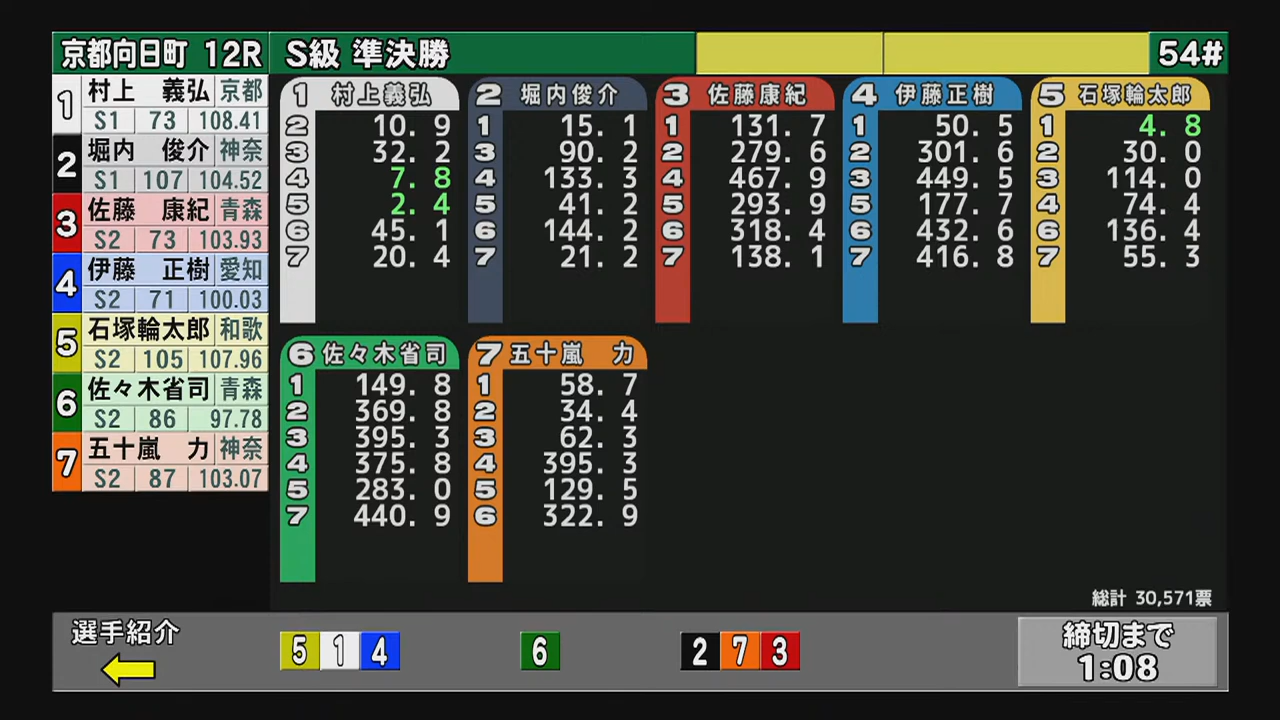 京都向日町 12R S級 準決勝 54#
1 村上 義弘 京都
S1 73 108.41
2 堀内 俊介 神奈
S1 107 104.52
3 佐藤 康紀 青森
S2 73 103.93
4 伊藤 正樹 愛知
S2 71 100.03
5 石塚輪太郎 和歌
S2 105 107.96
6 佐々木省司 青森
S2 86 97.78
7 五十嵐 力 神奈
S2 87 103.07
1 村上義弘
2 10.9
3 32.2
4 7.8
5 2.4
6 45.1
7 20.4
2 堀内俊介
1 15.1
3 90.2
4 133.3
5 41.2
6 144.2
7 21.2
3 佐藤康紀
1 131.7
2 279.6
4 467.9
5 293.9
6 318.4
7 138.1
4 伊藤正樹
1 50.5
2 301.6
3 449.5
5 177.7
6 432.6
7 416.8
5 石塚輪太郎
1 4.8
2 30.0
3 114.0
4 74.4
6 136.4
7 55.3
6 佐々木省司
1 149.8
2 369.8
3 395.3
4 375.8
5 283.0
7 440.9
7 五十嵐 力
1 58.7
2 34.4
3 62.3
4 395.3
5 129.5
6 322.9
総計 30,571票
選手紹介
5 1 4 6 2 7 3
締切まで
1:08